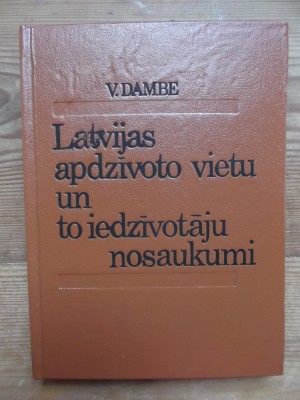 V. DAMBE
Latvijas
apdzīvoto vietu
un
to iedzīvotāju
nosaukumi